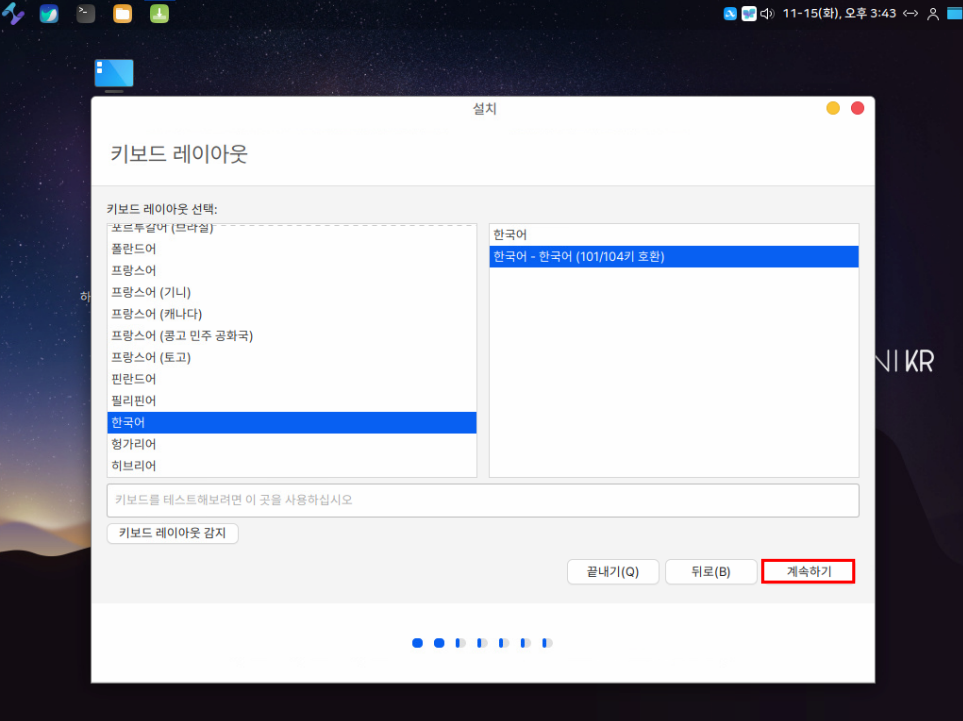 11-15(화), 오후 3:43
설치
키보드 레이아웃
키보드 레이아웃 선택:
포르투갈어 (브라질)
폴란드어
프랑스어
프랑스어 (기니)
프랑스어 (캐나다)
프랑스어 (콩고 민주 공화국)
프랑스어 (토고)
핀란드어
필리핀어
한국어
헝가리어
히브리어
한국어
한국어 - 한국어 (101/104키 호환)
하
NI KR
키보드를 테스트해보려면 이 곳을 사용하십시오
키보드 레이아웃 감지
끝내기(Q)
뒤로(B)
계속하기